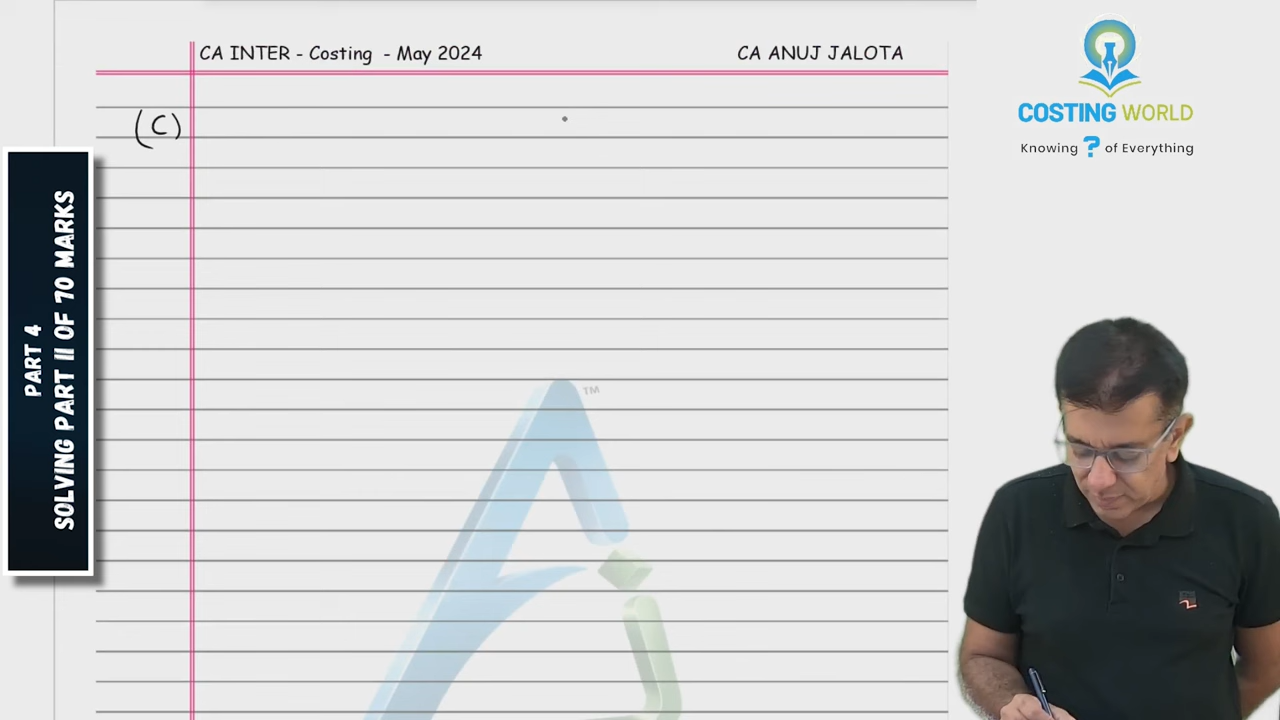 CA INTER - Costing - May 2024
CA ANUJ JALOTA
(C)
PART 4
SOLVING PART II OF 70 MARKS
COSTING WORLD
Knowing ? of Everything
TM